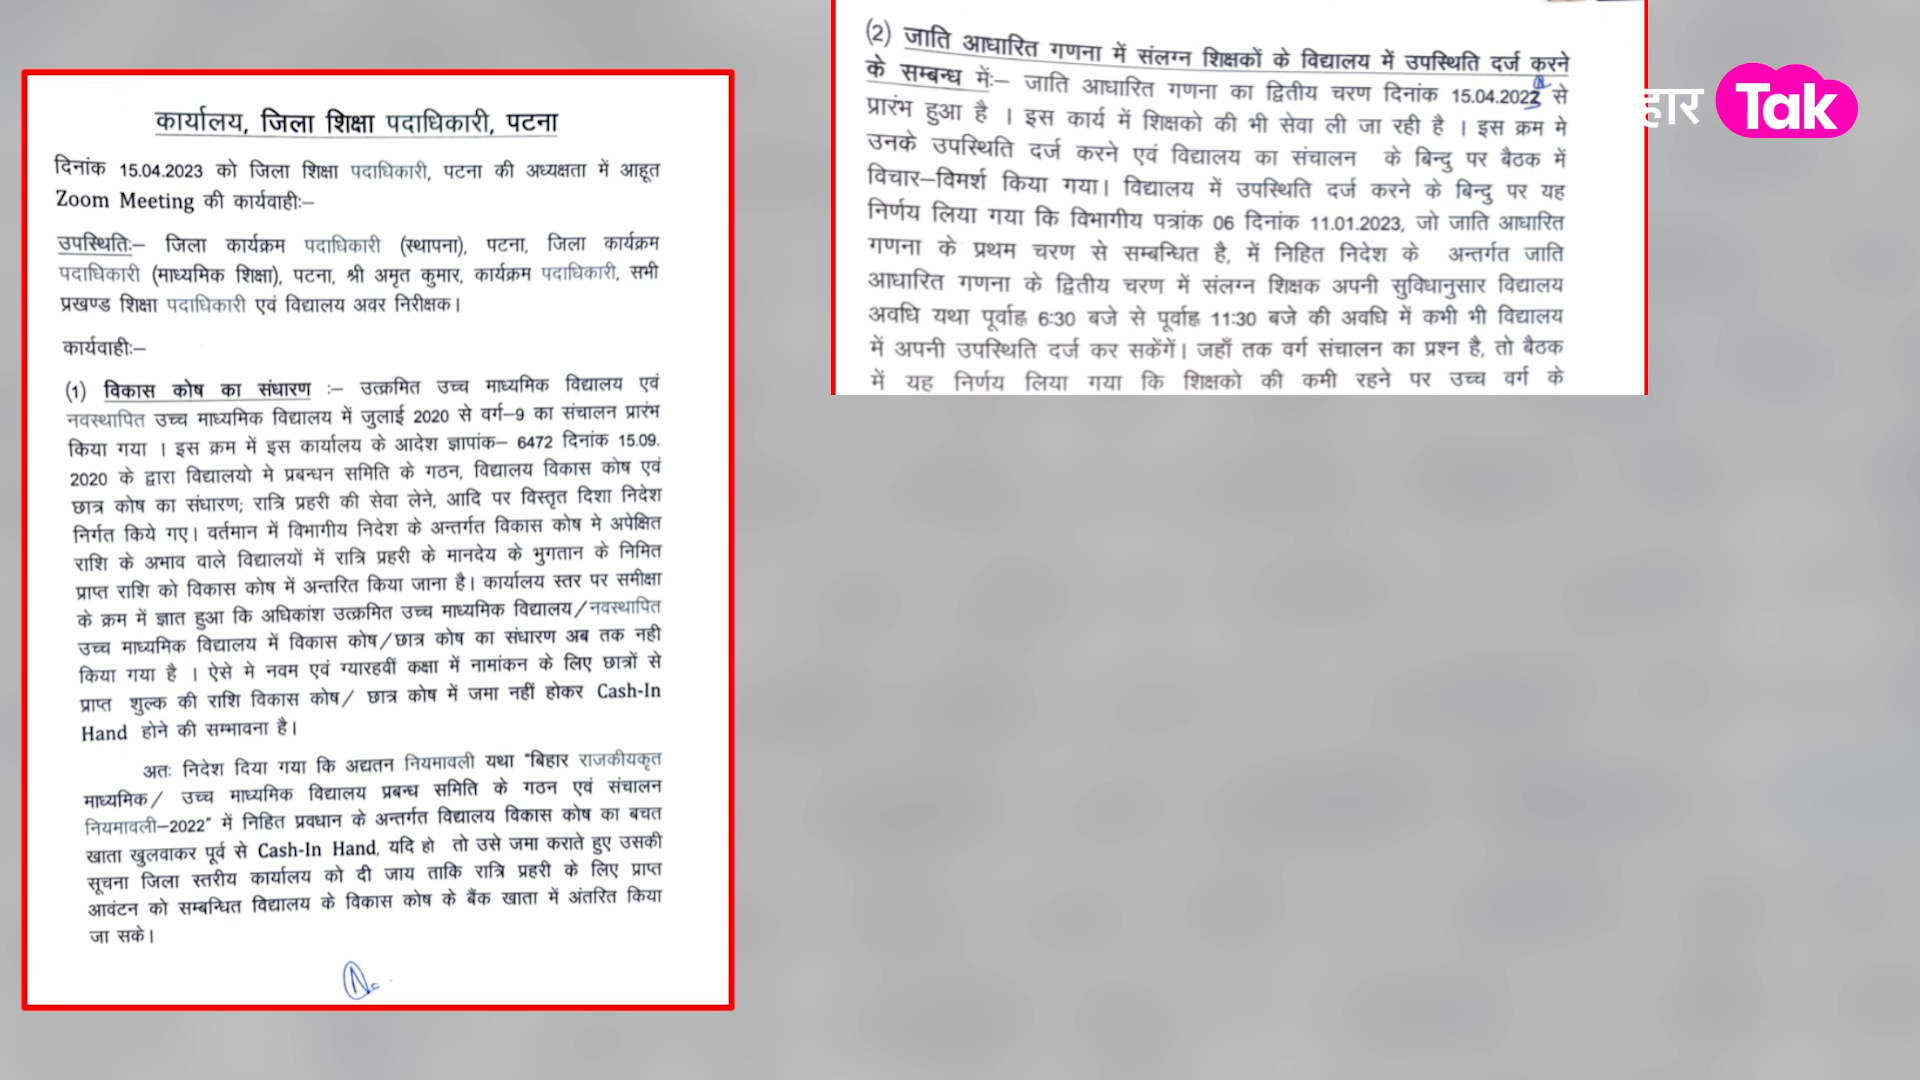 कार्यालय, जिला शिक्षा पदाधिकारी, पटना
दिनांक 15.04.2023 को जिला शिक्षा पदाधिकारी, पटना की अध्यक्षता में आहूत
Zoom Meeting की कार्यवाहीः–
उपस्थितिः– जिला कार्यक्रम पदाधिकारी (स्थापना), पटना, जिला कार्यक्रम
पदाधिकारी (माध्यमिक शिक्षा), पटना, श्री अमृत कुमार, कार्यक्रम पदाधिकारी, सभी
प्रखण्ड शिक्षा पदाधिकारी एवं विद्यालय अवर निरीक्षक।
कार्यवाहीः–
(1) विकास कोष का संधारण :– उत्क्रमित उच्च माध्यमिक विद्यालय एवं
नवस्थापित उच्च माध्यमिक विद्यालय में जुलाई 2020 से वर्ग–9 का संचालन प्रारंभ
किया गया । इस क्रम में इस कार्यालय के आदेश ज्ञापांक– 6472 दिनांक 15.09.
2020 के द्वारा विद्यालयो मे प्रबन्धन समिति के गठन, विद्यालय विकास कोष एवं
छात्र कोष का संधारण; रात्रि प्रहरी की सेवा लेने, आदि पर विस्तृत दिशा निदेश
निर्गत किये गए। वर्तमान में विभागीय निदेश के अन्तर्गत विकास कोष मे अपेक्षित
राशि के अभाव वाले विद्यालयों में रात्रि प्रहरी के मानदेय के भुगतान के निमित
प्राप्त राशि को विकास कोष में अन्तरित किया जाना है। कार्यालय स्तर पर समीक्षा
के क्रम में ज्ञात हुआ कि अधिकांश उत्क्रमित उच्च माध्यमिक विद्यालय/नवस्थापित
उच्च माध्यमिक विद्यालय में विकास कोष/छात्र कोष का संधारण अब तक नही
किया गया है । ऐसे मे नवम एवं ग्यारहवीं कक्षा में नामांकन के लिए छात्रों से
प्राप्त शुल्क की राशि विकास कोष/ छात्र कोष में जमा नहीं होकर Cash-In
Hand होने की सम्भावना है।
अतः निदेश दिया गया कि अद्यतन नियमावली यथा "बिहार राजकीयकृत
माध्यमिक/ उच्च माध्यमिक विद्यालय प्रबन्ध समिति के गठन एवं संचालन
नियमावली–2022" में निहित प्रवधान के अन्तर्गत विद्यालय विकास कोष का बचत
खाता खुलवाकर पूर्व से Cash-In Hand, यदि हो तो उसे जमा कराते हुए उसकी
सूचना जिला स्तरीय कार्यालय को दी जाय ताकि रात्रि प्रहरी के लिए प्राप्त
आवंटन को सम्बन्धित विद्यालय के विकास कोष के बैंक खाता में अंतरित किया
जा सके।
(2) जाति आधारित गणना में संलग्न शिक्षकों के विद्यालय में उपस्थिति दर्ज करने
के सम्बन्ध में:– जाति आधारित गणना का द्वितीय चरण दिनांक 15.04.2023 से
प्रारंभ हुआ है । इस कार्य में शिक्षको की भी सेवा ली जा रही है । इस क्रम मे
उनके उपस्थिति दर्ज करने एवं विद्यालय का संचालन के बिन्दु पर बैठक में
विचार–विमर्श किया गया। विद्यालय में उपस्थिति दर्ज करने के बिन्दु पर यह
निर्णय लिया गया कि विभागीय पत्रांक 06 दिनांक 11.01.2023, जो जाति आधारित
गणना के प्रथम चरण से सम्बन्धित है, में निहित निदेश के अन्तर्गत जाति
आधारित गणना के द्वितीय चरण में संलग्न शिक्षक अपनी सुविधानुसार विद्यालय
अवधि यथा पूर्वाह्न 6:30 बजे से पूर्वाह्न 11:30 बजे की अवधि में कभी भी विद्यालय
में अपनी उपस्थिति दर्ज कर सकेंगें। जहाँ तक वर्ग संचालन का प्रश्न है, तो बैठक
में यह निर्णय लिया गया कि शिक्षको की कमी रहने पर उच्च वर्ग के
हार Tak